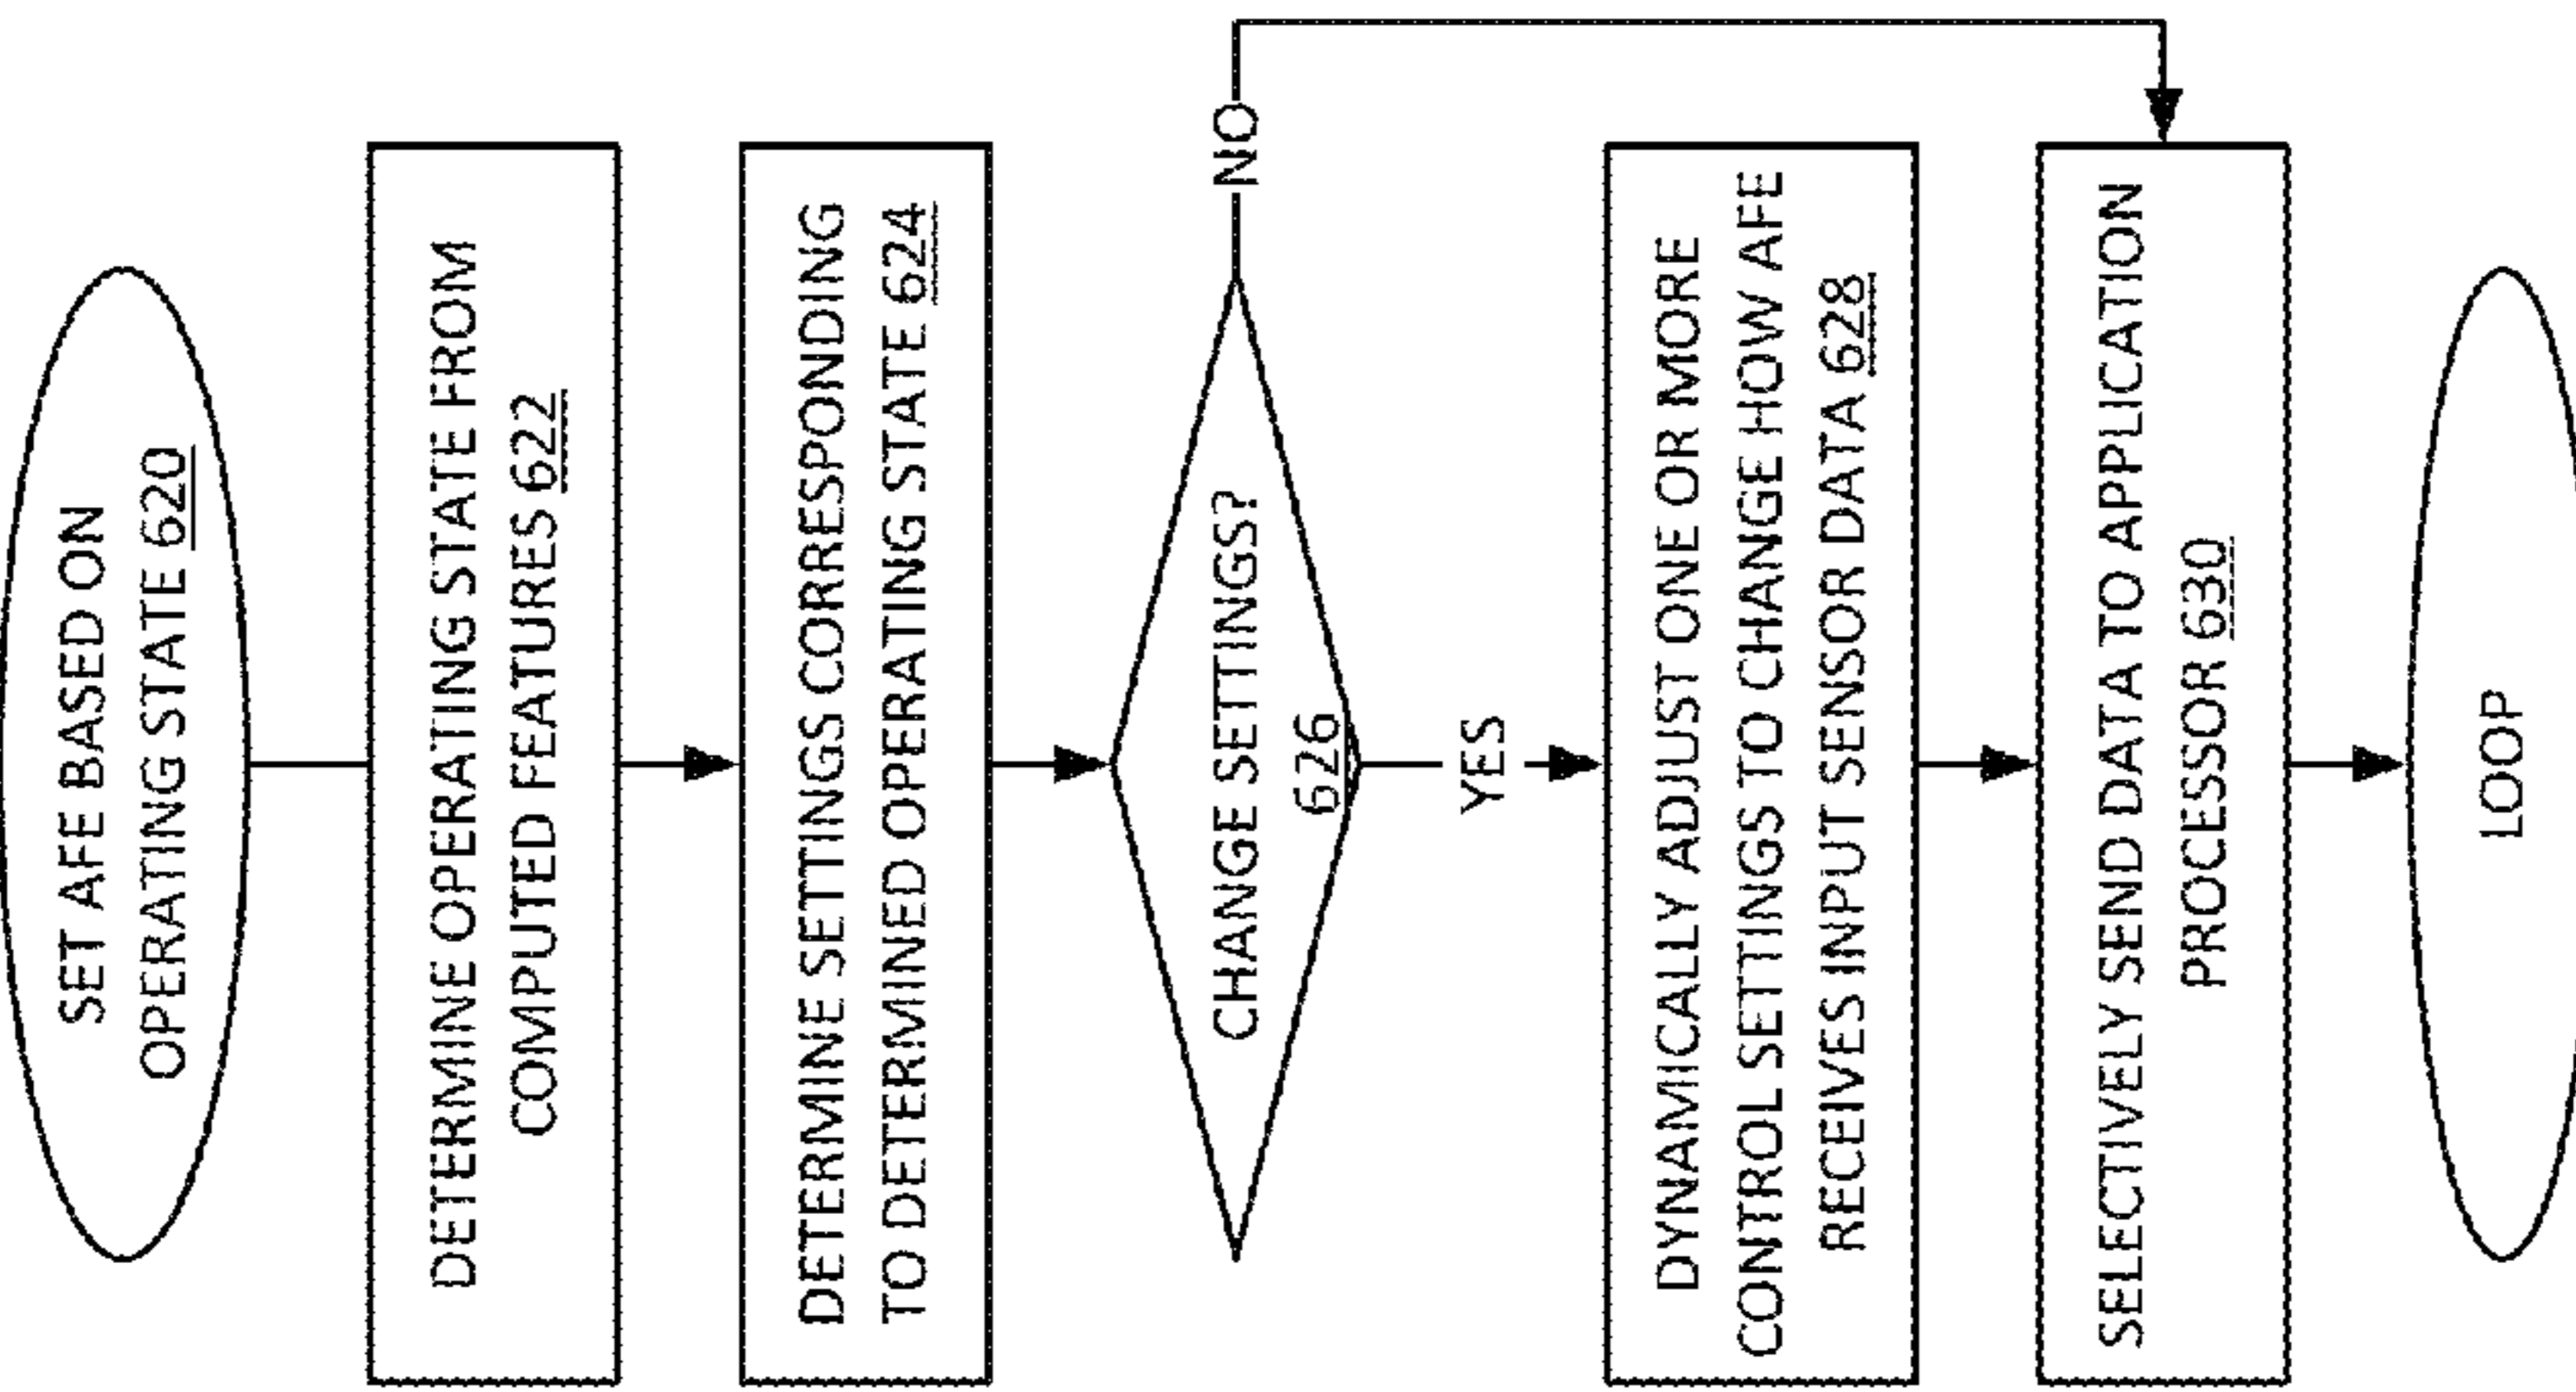 SET AFE BASED ON
OPERATING STATE 620
DETERMINE OPERATING STATE FROM
COMPUTED FEATURES 622
DETERMINE SETTINGS CORRESPONDING
TO DETERMINED OPERATING STATE 624
CHANGE SETTINGS?
626
NO
YES
DYNAMICALLY ADJUST ONE OR MORE
CONTROL SETTINGS TO CHANGE HOW AFE
RECEIVES INPUT SENSOR DATA 628
SELECTIVELY SEND DATA TO APPLICATION
PROCESSOR 630
LOOP